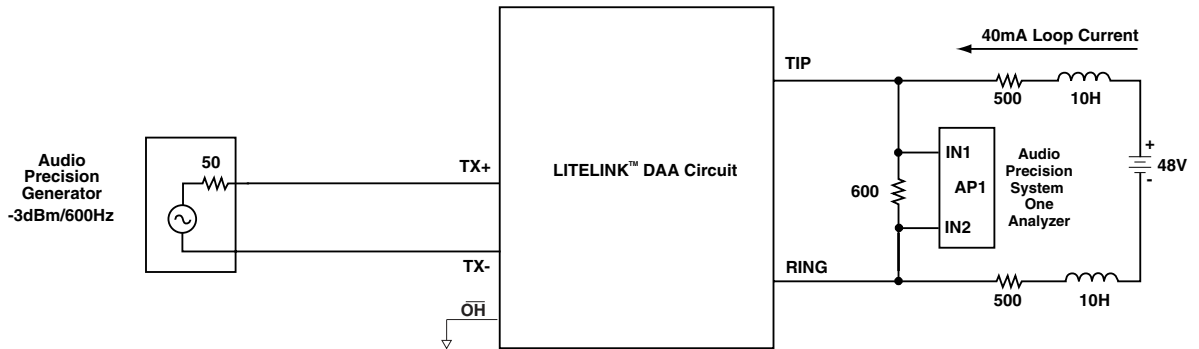 40mA Loop Current
TIP
500
10H
Audio
Precision
Generator
-3dBm/600Hz
50
TX+
LITELINK™ DAA Circuit
600
IN1
AP1
IN2
Audio
Precision
System
One
Analyzer
+
48V
-
TX-
RING
500
10H
OH